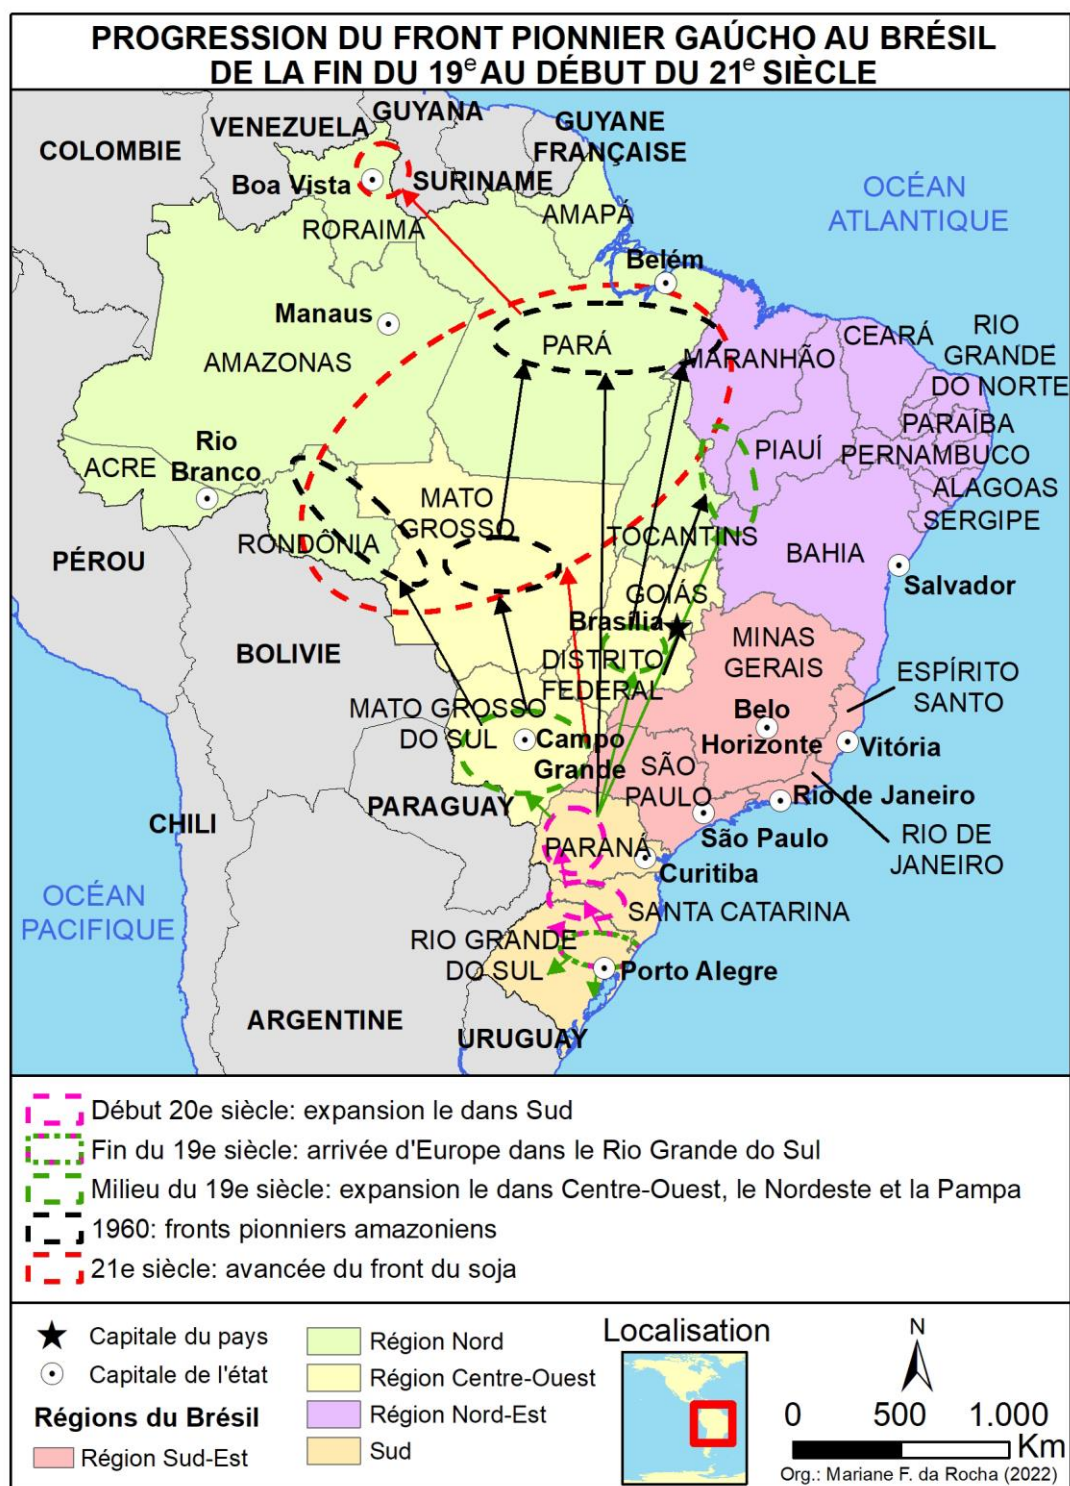 PROGRESSION DU FRONT PIONNIER GAÚCHO AU BRÉSIL
DE LA FIN DU 19e AU DÉBUT DU 21e SIÈCLE
COLOMBIE
VENEZUELA
GUYANA
GUYANE
FRANÇAISE
SURINAME
Boa Vista
RORAIMA
AMAPÁ
OCÉAN
ATLANTIQUE
Belém
Manaus
AMAZONAS
PARÁ
MARANHÃO
CEARÁ
RIO
GRANDE
DO NORTE
PARAÍBA
PERNAMBUCO
ALAGOAS
SERGIPE
PIAUÍ
ACRE
Rio
Branco
RONDÔNIA
MATO
GROSSO
TOCANTINS
BAHIA
Salvador
PÉROU
GOIÁS
Brasília
DISTRITO
FEDERAL
MINAS
GERAIS
BOLIVIE
ESPÍRITO
SANTO
MATO GROSSO
DO SUL
Campo
Grande
Belo
Horizonte
Vitória
SÃO
PAULO
PARAGUAY
Rio de Janeiro
São Paulo
RIO DE
JANEIRO
CHILI
PARANÁ
Curitiba
OCÉAN
PACIFIQUE
SANTA CATARINA
RIO GRANDE
DO SUL
Porto Alegre
ARGENTINE
URUGUAY
Début 20e siècle: expansion le dans Sud
Fin du 19e siècle: arrivée d'Europe dans le Rio Grande do Sul
Milieu du 19e siècle: expansion le dans Centre-Ouest, le Nordeste et la Pampa
1960: fronts pionniers amazoniens
21e siècle: avancée du front du soja
Capitale du pays
Capitale de l'état
Régions du Brésil
Région Sud-Est
Région Nord
Région Centre-Ouest
Région Nord-Est
Sud
Localisation
N
0 500 1.000
Km
Org.: Mariane F. da Rocha (2022)